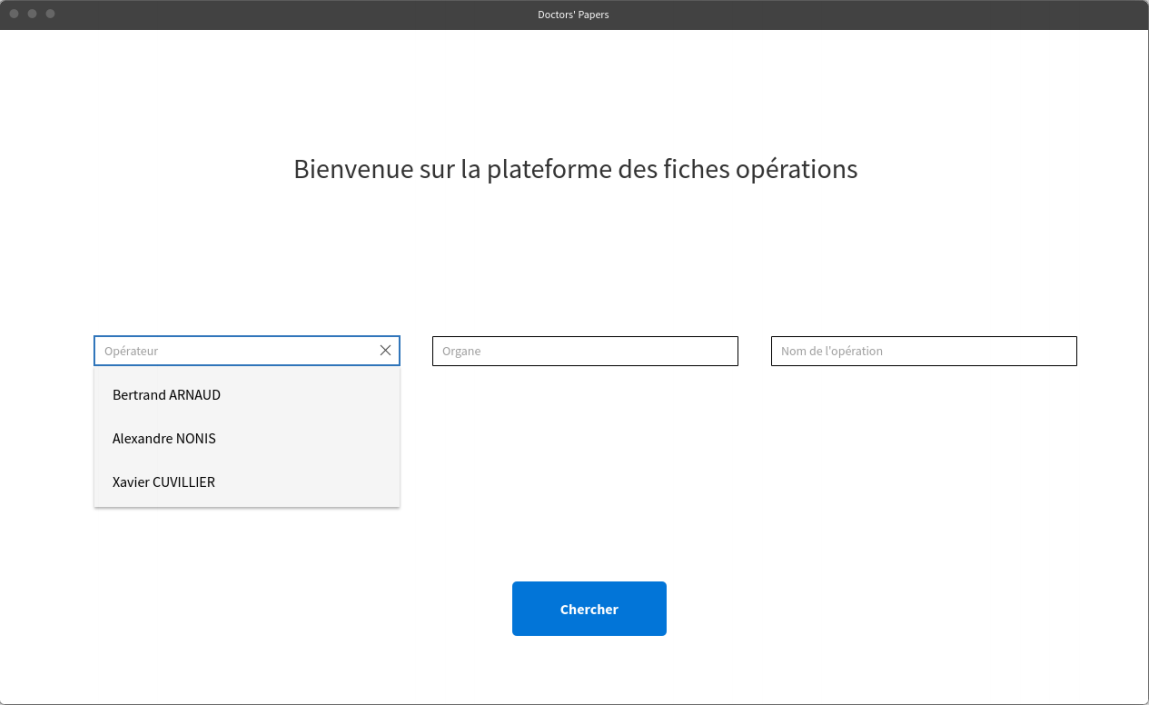 Doctors' Papers
Bienvenue sur la plateforme des fiches opérations
Opérateur
Organe
Nom de l'opération
Bertrand ARNAUD
Alexandre NONIS
Xavier CUVILLIER
Chercher